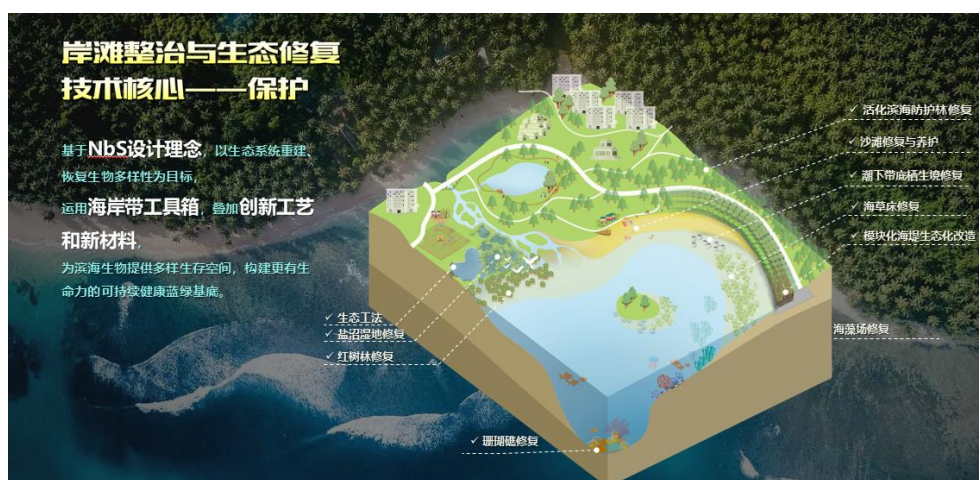 岸滩整治与生态修复
技术核心——保护
基于NbS设计理念，以生态系统重建、
恢复生物多样性为目标，
运用海岸带工具箱，叠加创新工艺
和新材料，
为滨海生物提供多样生存空间，构建更有生
命力的可持续健康蓝绿基底。
✓ 活化滨海防护林修复
✓ 沙滩修复与养护
✓ 潮下带底栖生境修复
✓ 海草床修复
✓ 模块化海堤生态化改造
海藻场修复
✓ 生态工法
✓ 盐沼湿地修复
✓ 红树林修复
✓ 珊瑚礁修复